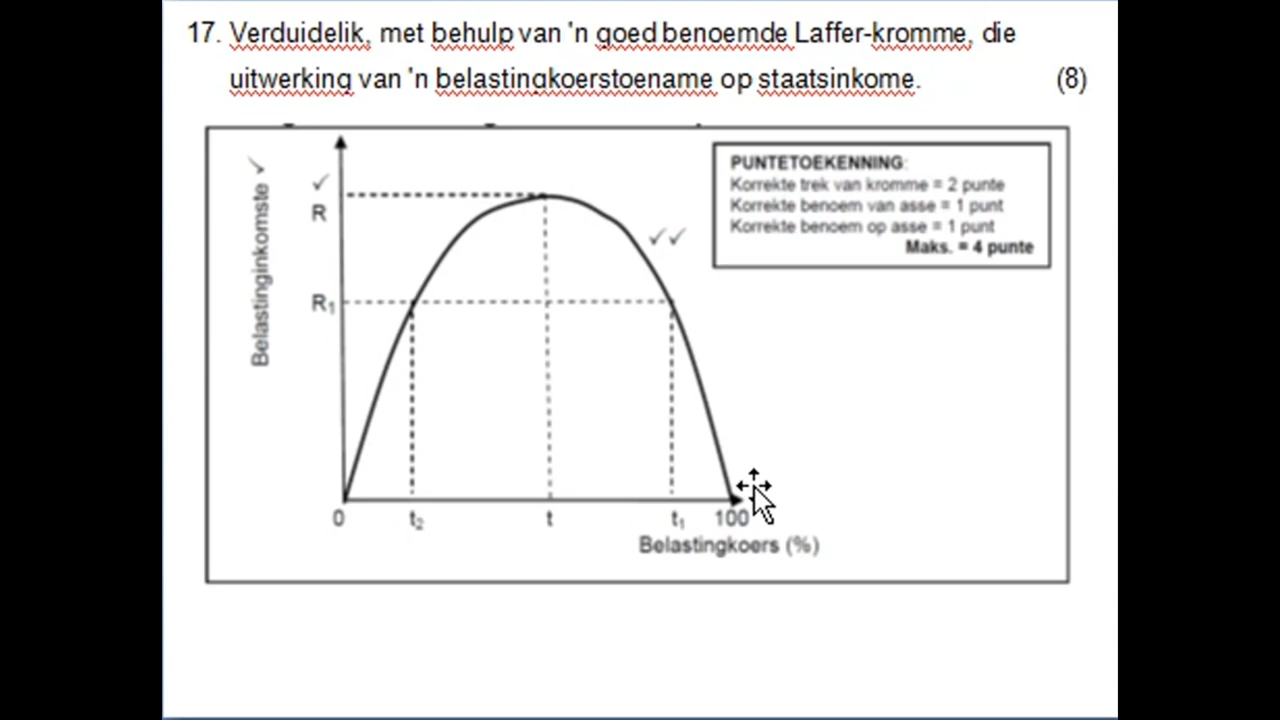 17. Verduidelik, met behulp van 'n goed benoemde Laffer-kromme, die
uitwerking van 'n belastingkoerstoename op staatsinkome. (8)
Belastinginkomste
R
R₁
PUNTETOEKENNING:
Korrekte trek van kromme = 2 punte
Korrekte benoem van asse = 1 punt
Korrekte benoem op asse = 1 punt
Maks. = 4 punte
0 t₂ t t₁ 100
Belastingkoers (%)